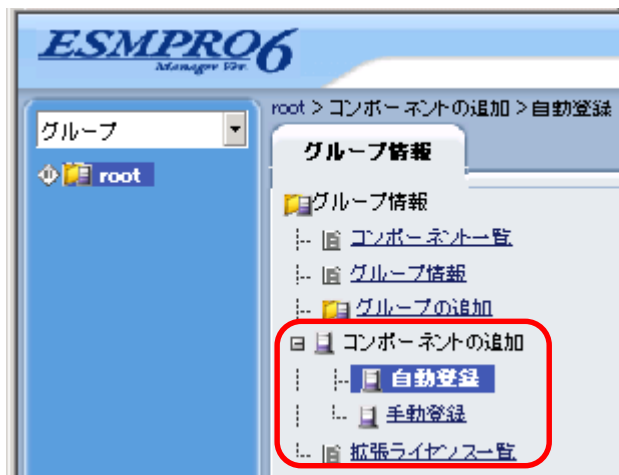 ESMPRO6
Manager Ver.
グループ
root
root > コンポーネントの追加 > 自動登録
グループ情報
グループ情報
コンポーネント一覧
グループ情報
グループの追加
コンポーネントの追加
自動登録
手動登録
拡張ライセンス一覧